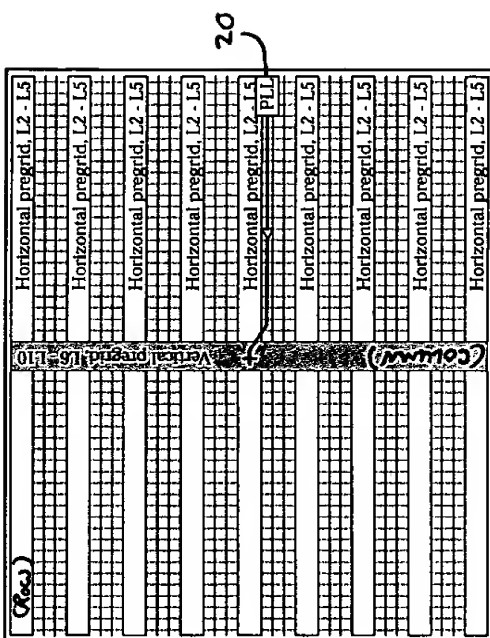 20
Horizontal pregrid, L2 - L5
Horizontal pregrid, L2 - L5
Horizontal pregrid, L2 - L5
Horizontal pregrid, L2 - L5
Horizontal pregrid, L2 - L5
PLL
Horizontal pregrid, L2 - L5
Horizontal pregrid, L2 - L5
Horizontal pregrid, L2 - L5
Horizontal pregrid, L2 - L5
Vertical pregrid, L6 - L10
(Column)
(Row)